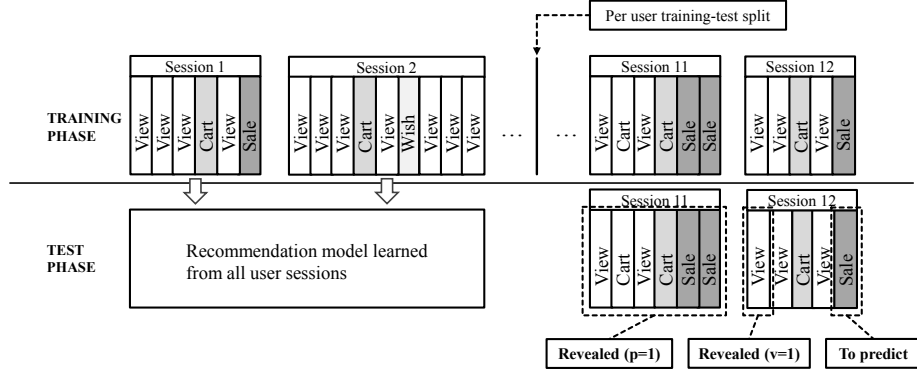 Per user training-test split
Session 1
Session 2
Session 11
Session 12
TRAINING
PHASE
View
View
View
Cart
View
Sale
View
View
View
Cart
View
Wish
View
View
View
...
...
View
Cart
View
Cart
Sale
Sale
View
View
Cart
View
Sale
TEST
PHASE
Recommendation model learned
from all user sessions
Session 11
Session 12
View
Cart
View
Cart
Sale
Sale
View
View
Cart
View
Sale
Revealed (p=1)
Revealed (v=1)
To predict